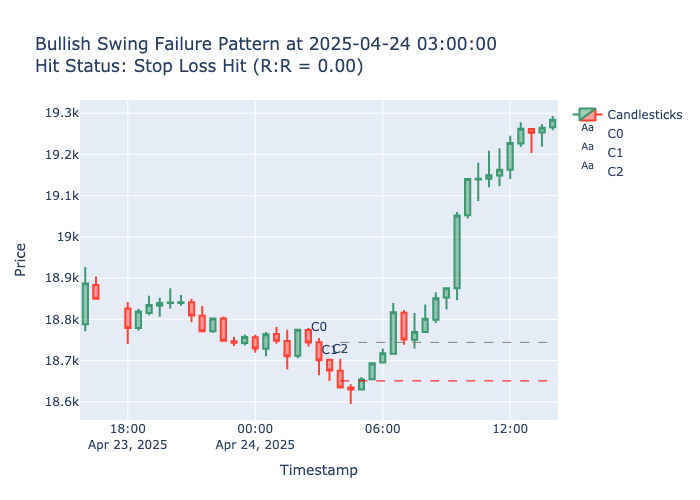 Bullish Swing Failure Pattern at 2025-04-24 03:00:00
Hit Status: Stop Loss Hit (R:R = 0.00)
19.3k
19.2k
19.1k
19k
18.9k
18.8k
18.7k
18.6k
Price
C0
C1
C2
18:00
Apr 23, 2025
00:00
Apr 24, 2025
06:00
12:00
Timestamp
Candlesticks
Aa C0
Aa C1
Aa C2